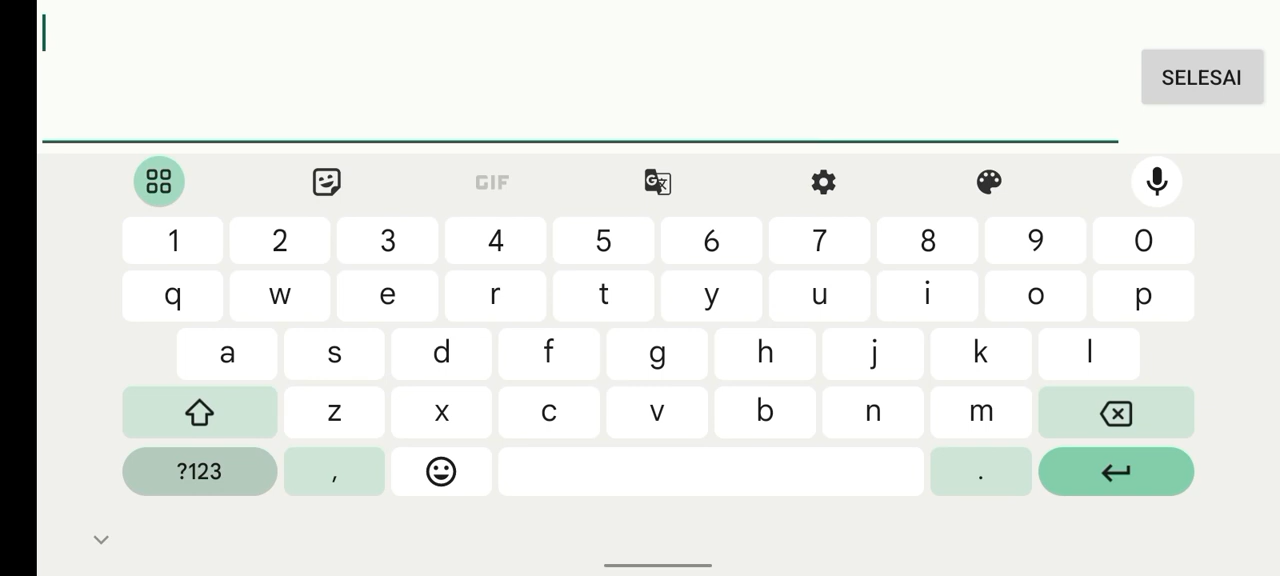 SELESAI
GIF
1 2 3 4 5 6 7 8 9 0
q w e r t y u i o p
a s d f g h j k l
z x c v b n m
?123 , .